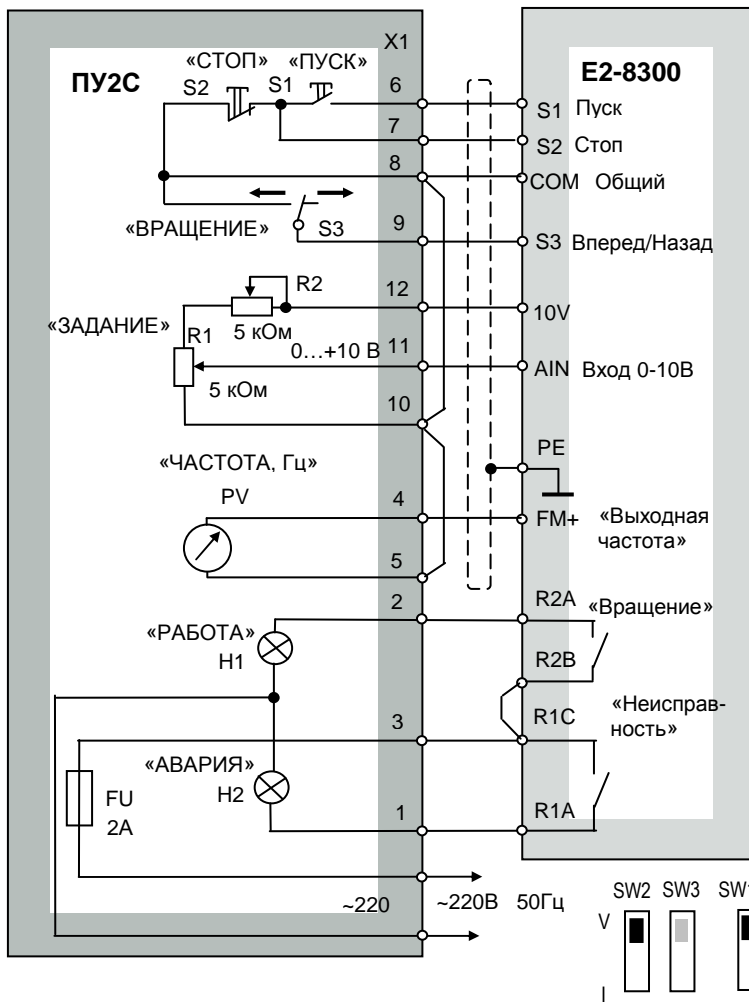 X1
«СТОП» «ПУСК»
ПУ2С
E2-8300
S2 S1
6
S1 Пуск
7
S2 Стоп
8
COM Общий
«ВРАЩЕНИЕ» S3
9
S3 Вперед/Назад
R2
12
10V
«ЗАДАНИЕ»
R1
5 кОм
0…+10 В 11
AIN Вход 0-10В
5 кОм
10
PE
«ЧАСТОТА, Гц»
PV
4
FM+ «Выходная
частота»
5
2
R2A
«Вращение»
«РАБОТА»
H1
R2B
3
R1C
«Неисправ-
ность»
«АВАРИЯ»
H2
FU
2A
1
R1A
~220 ~220В 50Гц
SW2 SW3 SW1
V
I